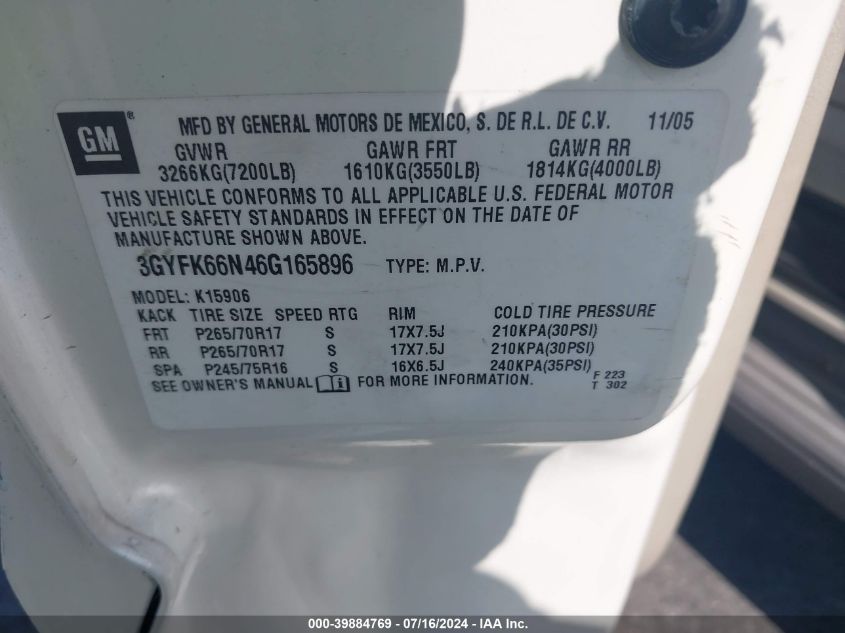 GM ® MFD BY GENERAL MOTORS DE MEXICO, S. DE R.L. DE C.V. 11/05
GVWR GAWR FRT GAWR RR
3266KG(7200LB) 1610KG(3550LB) 1814KG(4000LB)
THIS VEHICLE CONFORMS TO ALL APPLICABLE U.S. FEDERAL MOTOR
VEHICLE SAFETY STANDARDS IN EFFECT ON THE DATE OF
MANUFACTURE SHOWN ABOVE.
3GYFK66N46G165896 TYPE: M.P.V.
MODEL: K15906
KACK TIRE SIZE SPEED RTG RIM COLD TIRE PRESSURE
FRT P265/70R17 S 17X7.5J 210KPA(30PSI)
RR P265/70R17 S 17X7.5J 210KPA(30PSI)
SPA P245/75R16 S 16X6.5J 240KPA(35PSI)
F 223
SEE OWNER'S MANUAL i FOR MORE INFORMATION. T 302
000-39884769 - 07/16/2024 - IAA Inc.